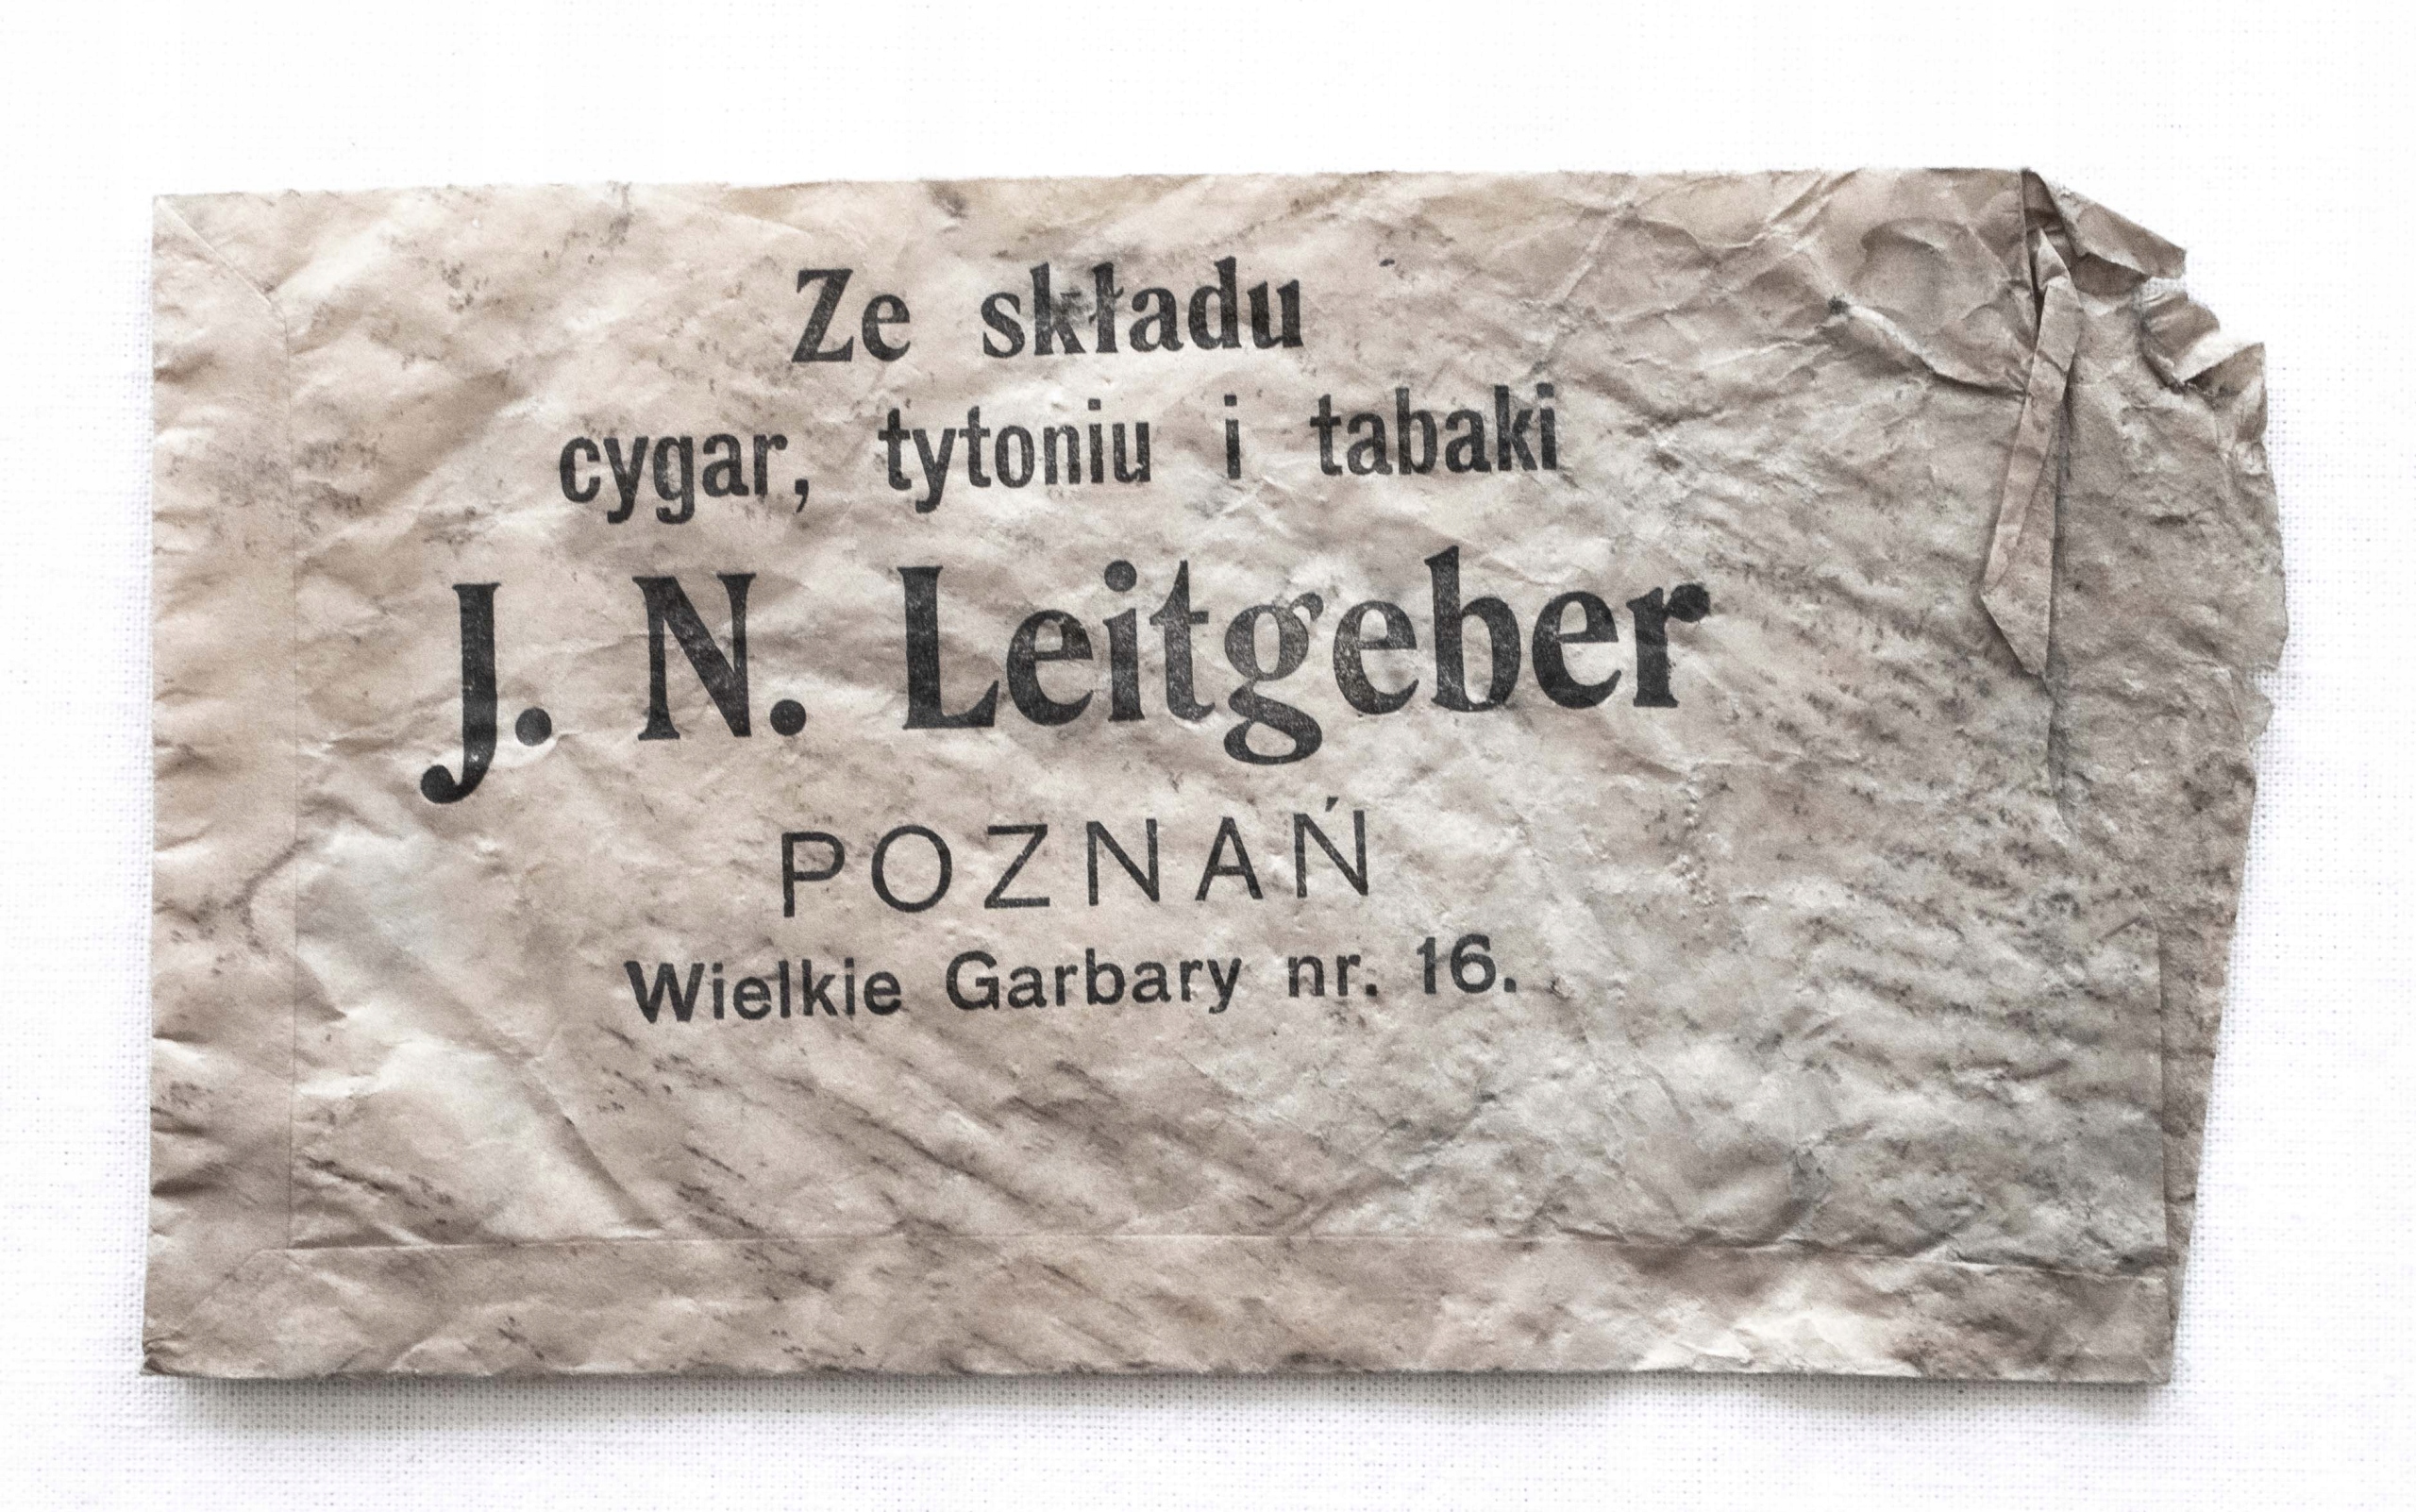 Ze składu
cygar, tytoniu i tabaki
J. N. Leitgeber
POZNAŃ
Wielkie Garbary nr. 16.